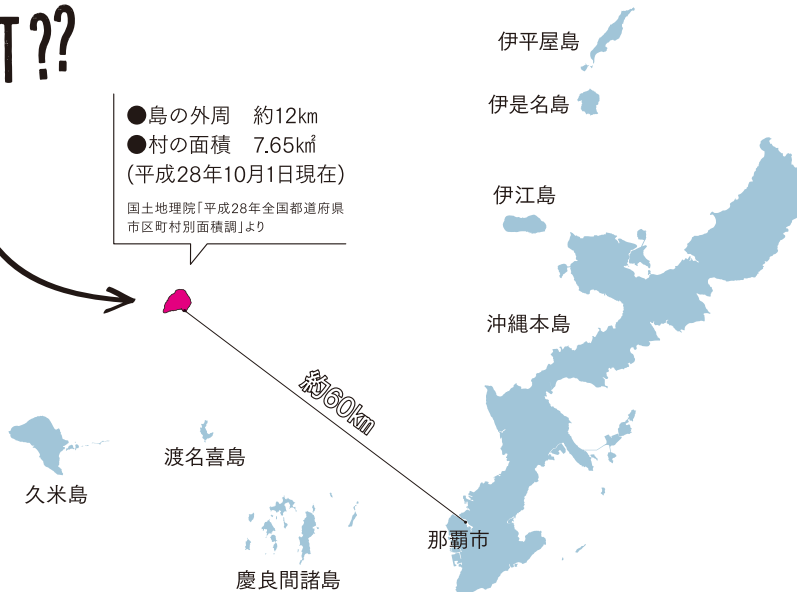 T??
伊平屋島
伊是名島
●島の外周　約12km
●村の面積　7.65k㎡
(平成28年10月1日現在)
国土地理院「平成28年全国都道府県
市区町村別面積調」より
伊江島
沖縄本島
約60km
渡名喜島
久米島
那覇市
慶良間諸島